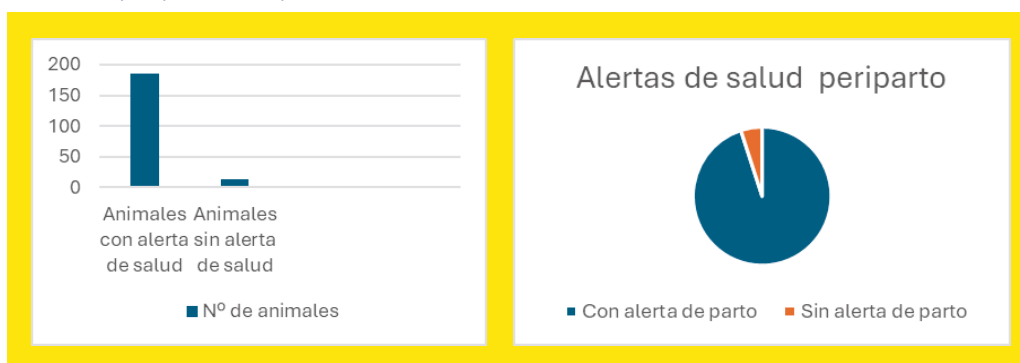 200
150
100
50
0
Animales Animales
con alerta sin alerta
de salud de salud
Nº de animales
Alertas de salud periparto
Con alerta de parto Sin alerta de parto